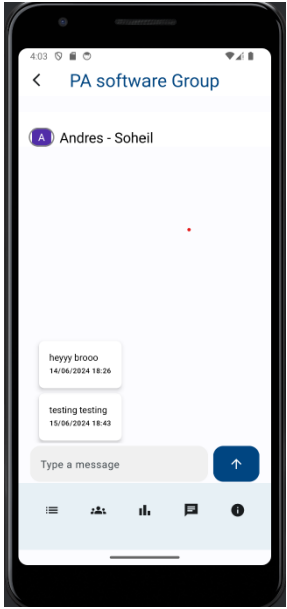 4:03
PA software Group
A Andres - Soheil
heyyy brooo
14/06/2024 18:26
testing testing
15/06/2024 18:43
Type a message